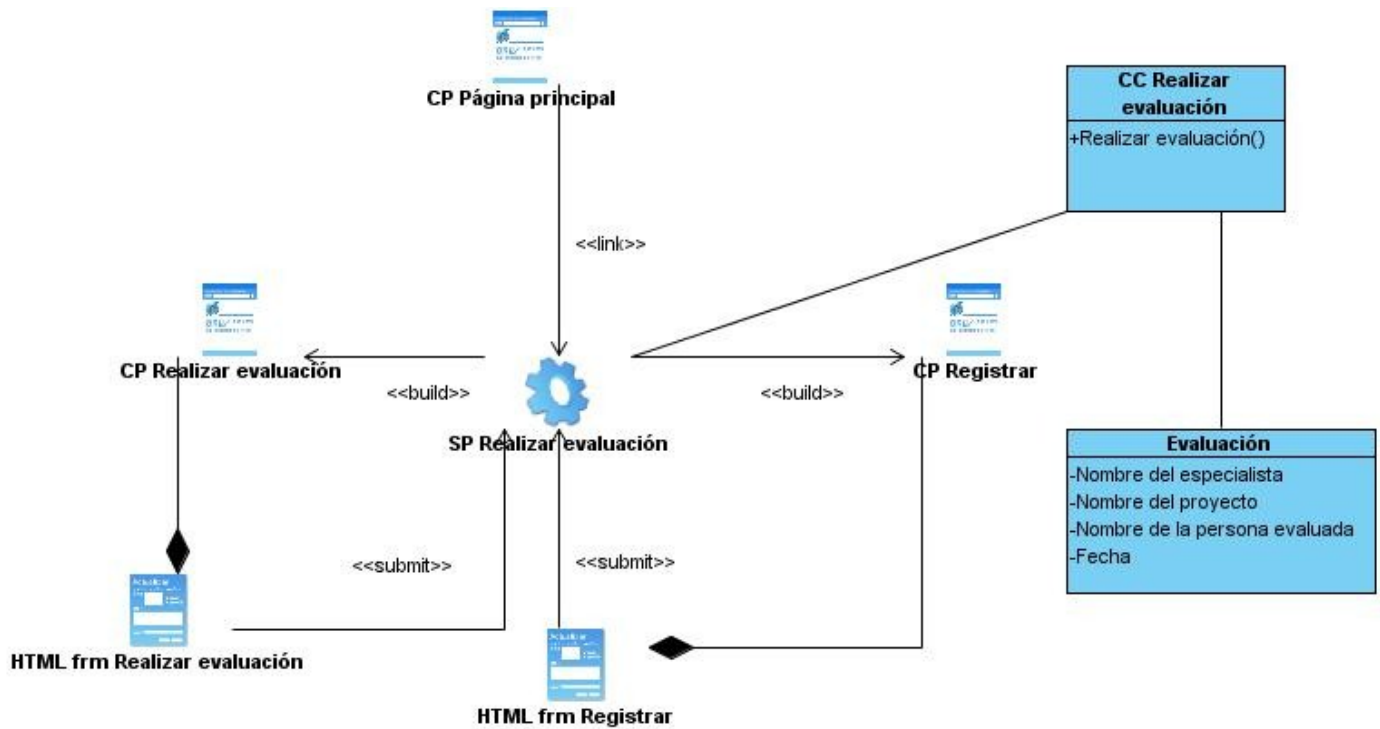 CP Página principal
CC Realizar
evaluación
+Realizar evaluación()
<<link>>
CP Realizar evaluación
CP Registrar
<<build>>
<<build>>
SP Realizar evaluación
Evaluación
-Nombre del especialista
-Nombre del proyecto
-Nombre de la persona evaluada
-Fecha
<<submit>>
<<submit>>
Actualizar
HTML frm Realizar evaluación
Actualizar
HTML frm Registrar